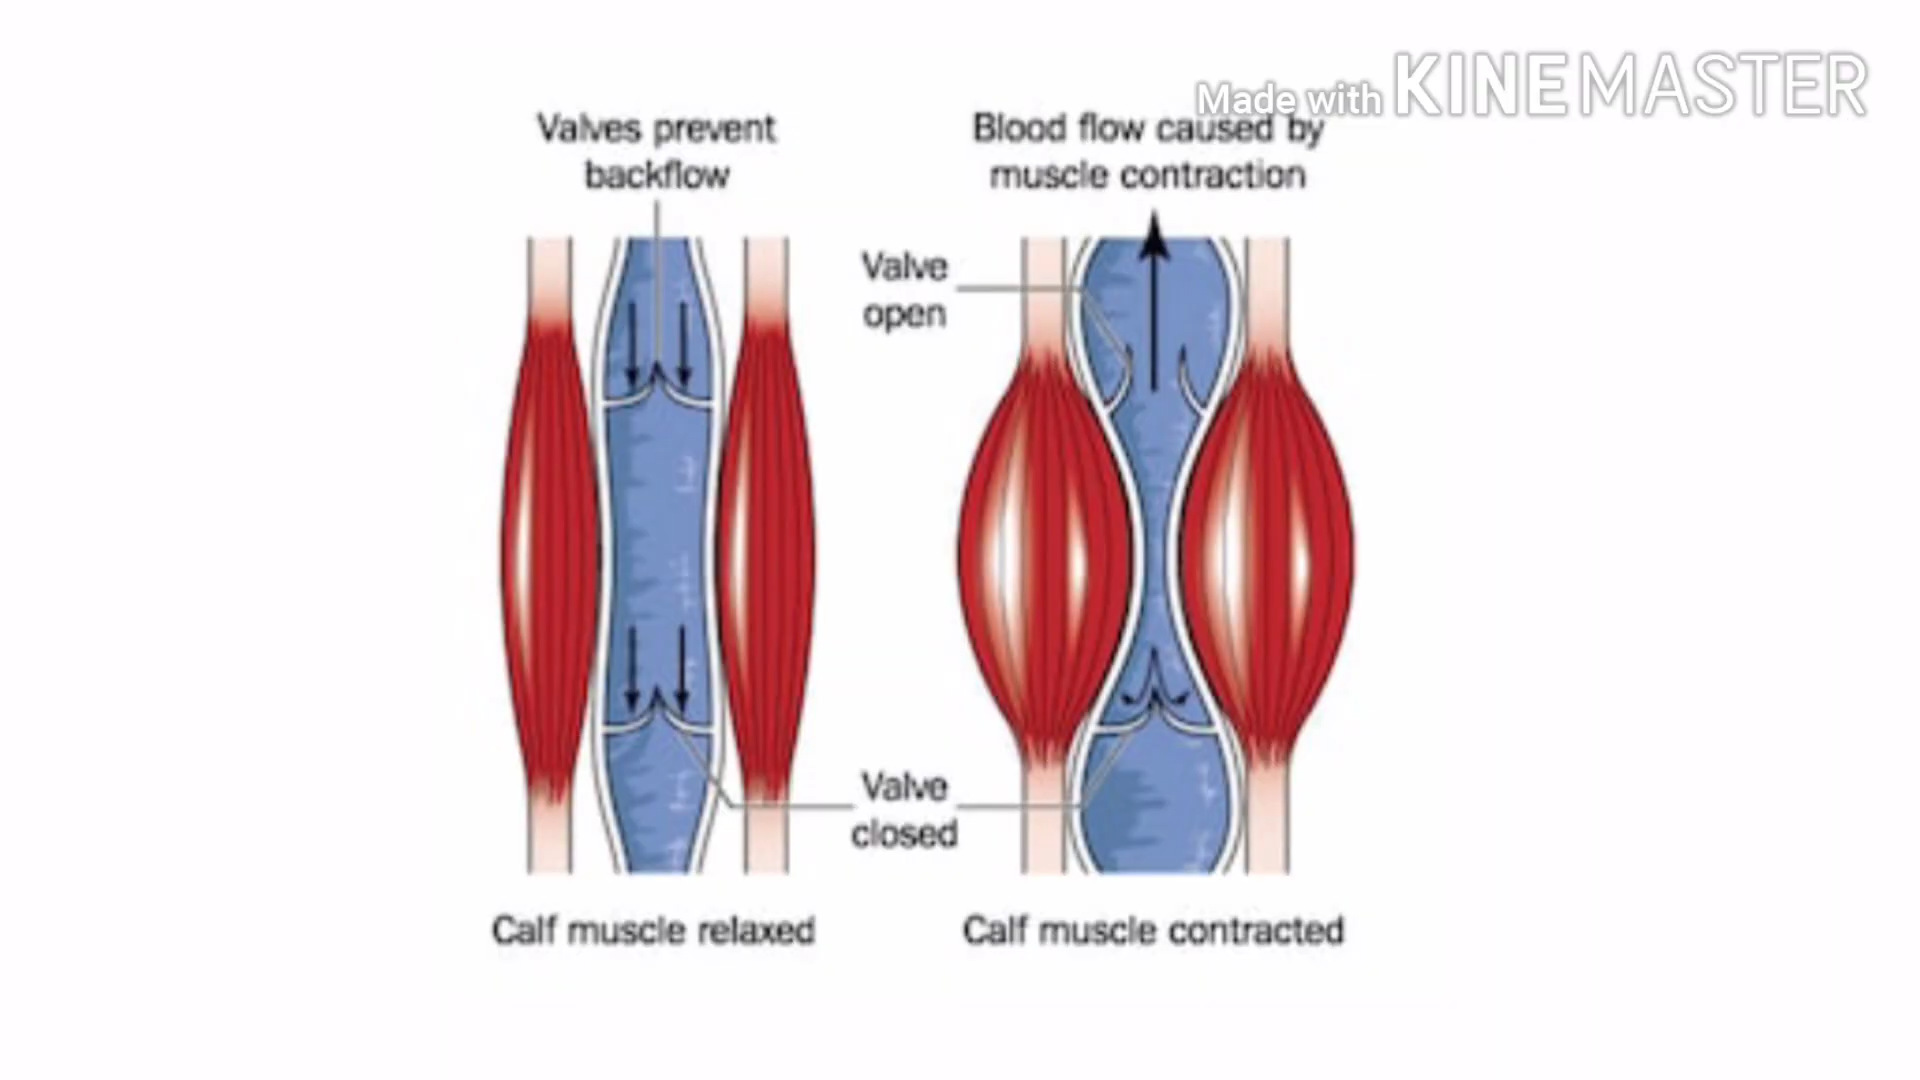 Made with KINEMASTER
Valves prevent
backflow
Blood flow caused by
muscle contraction
Valve
open
Valve
closed
Calf muscle relaxed
Calf muscle contracted